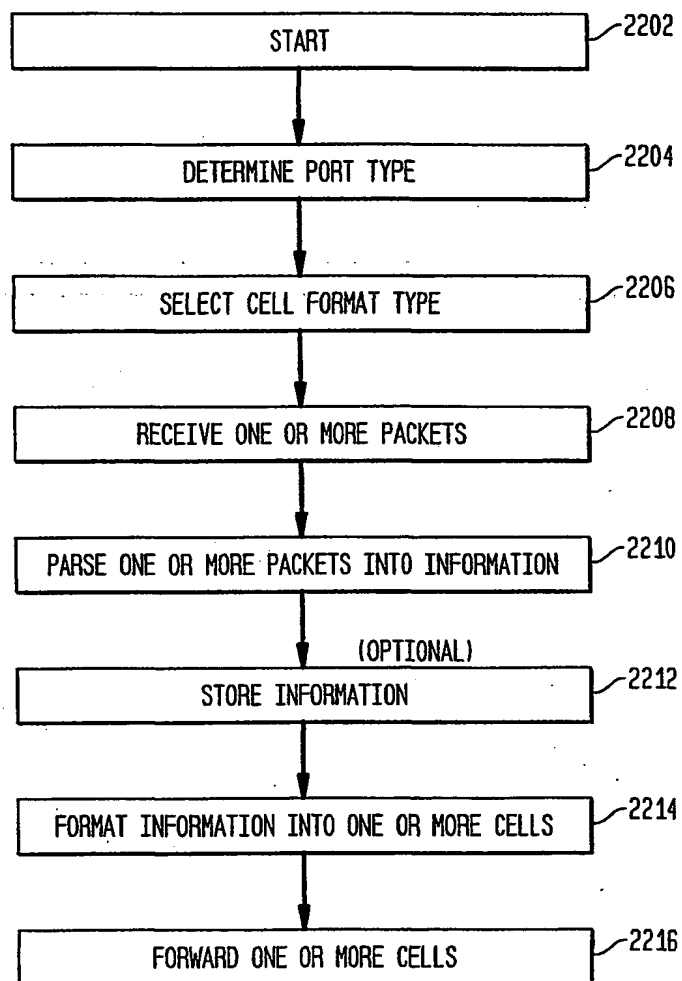 START 2202
DETERMINE PORT TYPE 2204
SELECT CELL FORMAT TYPE 2206
RECEIVE ONE OR MORE PACKETS 2208
PARSE ONE OR MORE PACKETS INTO INFORMATION 2210
(OPTIONAL)
STORE INFORMATION 2212
FORMAT INFORMATION INTO ONE OR MORE CELLS 2214
FORWARD ONE OR MORE CELLS 2216